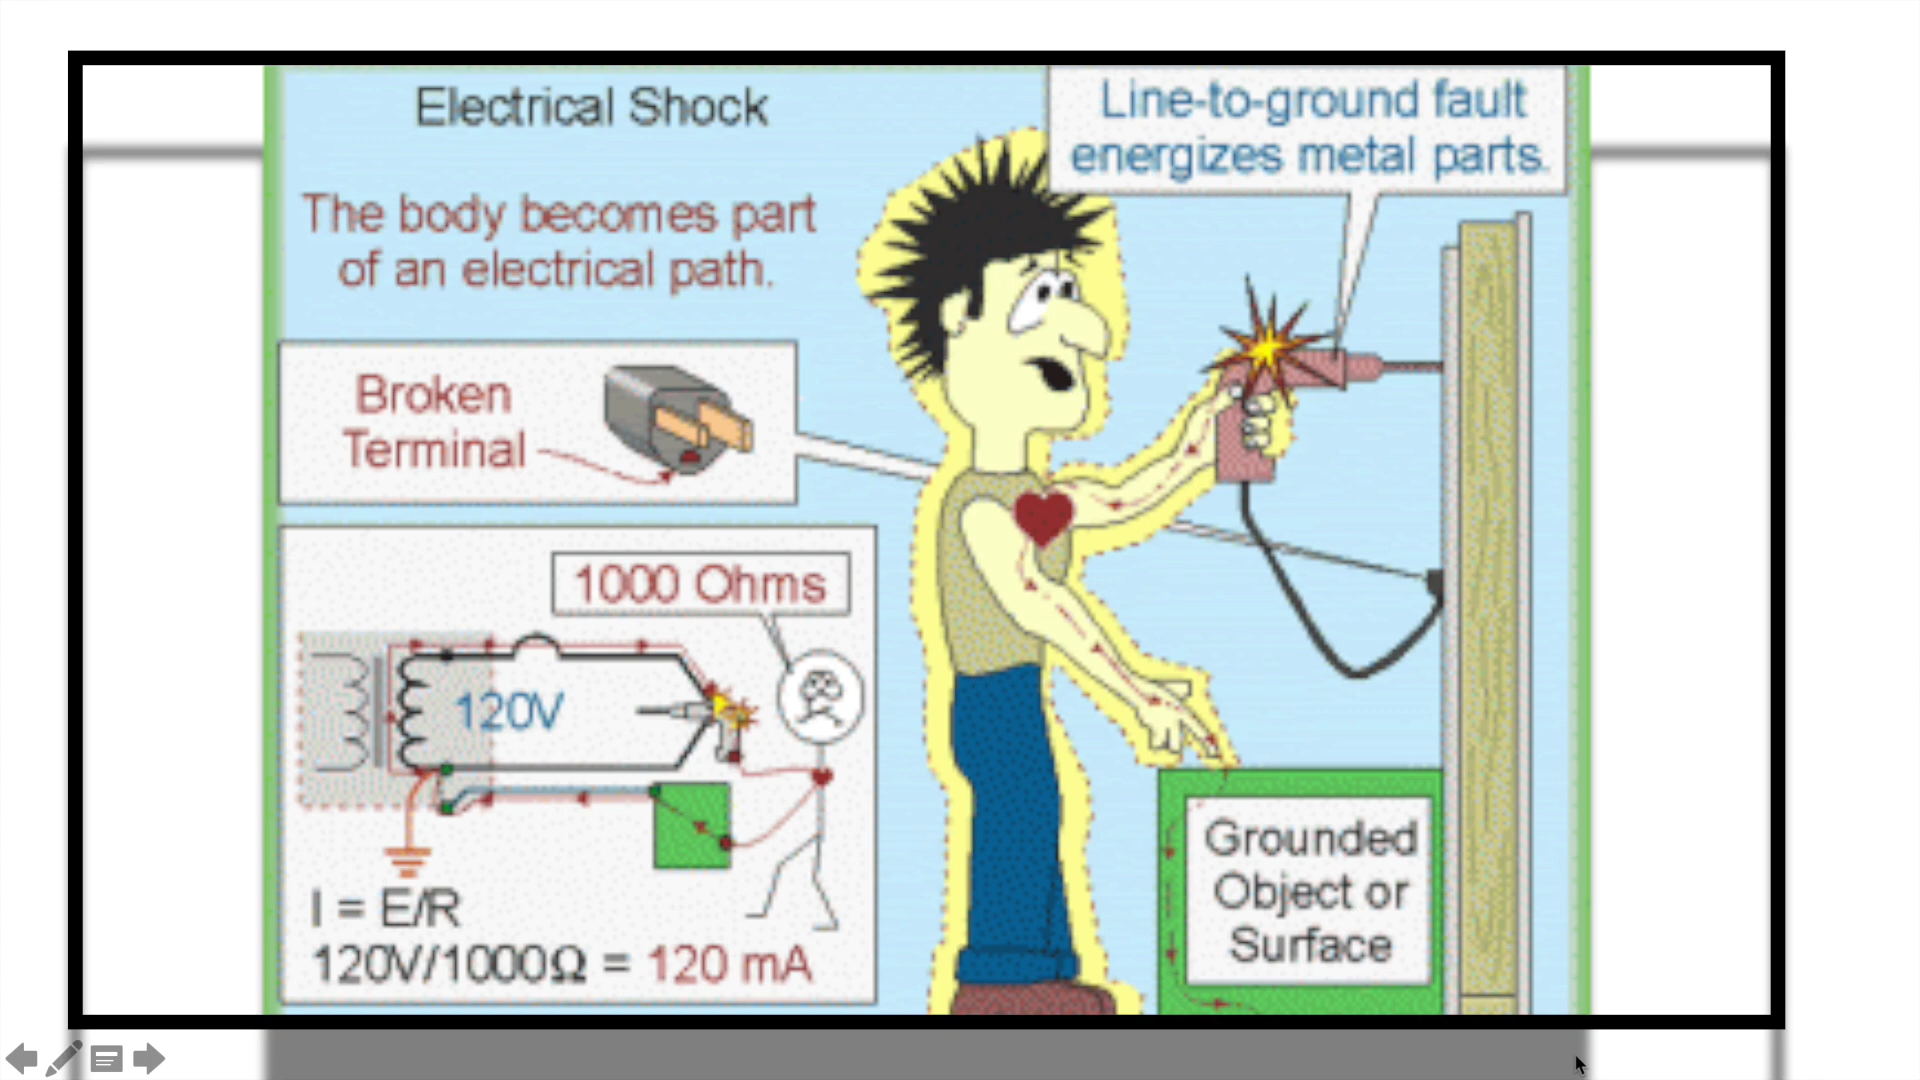 Electrical Shock
Line-to-ground fault
energizes metal parts.
The body becomes part
of an electrical path.
Broken
Terminal
1000 Ohms
120V
I = E/R
120V/1000Ω = 120 mA
Grounded
Object or
Surface